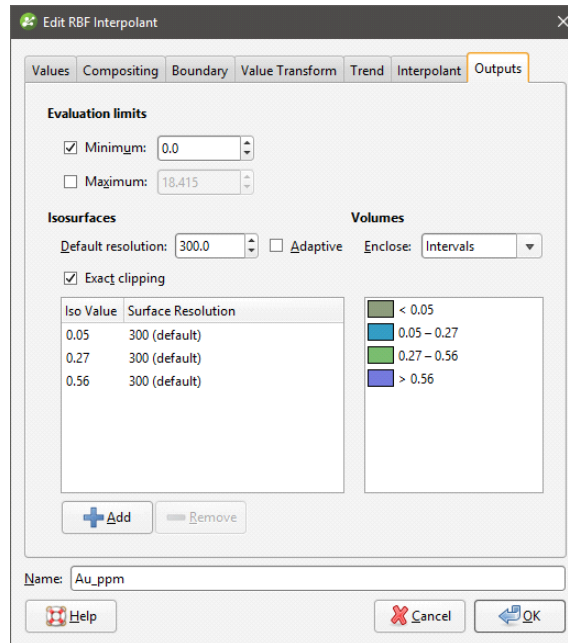 Edit RBF Interpolant
Values Compositing Boundary Value Transform Trend Interpolant Outputs
Evaluation limits
Minimum: 0.0
Maximum: 18.415
Isosurfaces Volumes
Default resolution: 300.0 Adaptive Enclose: Intervals
Exact clipping
Iso Value Surface Resolution < 0.05
0.05 300 (default) 0.05 – 0.27
0.27 300 (default) 0.27 – 0.56
0.56 300 (default) > 0.56
Add Remove
Name: Au_ppm
Help Cancel OK